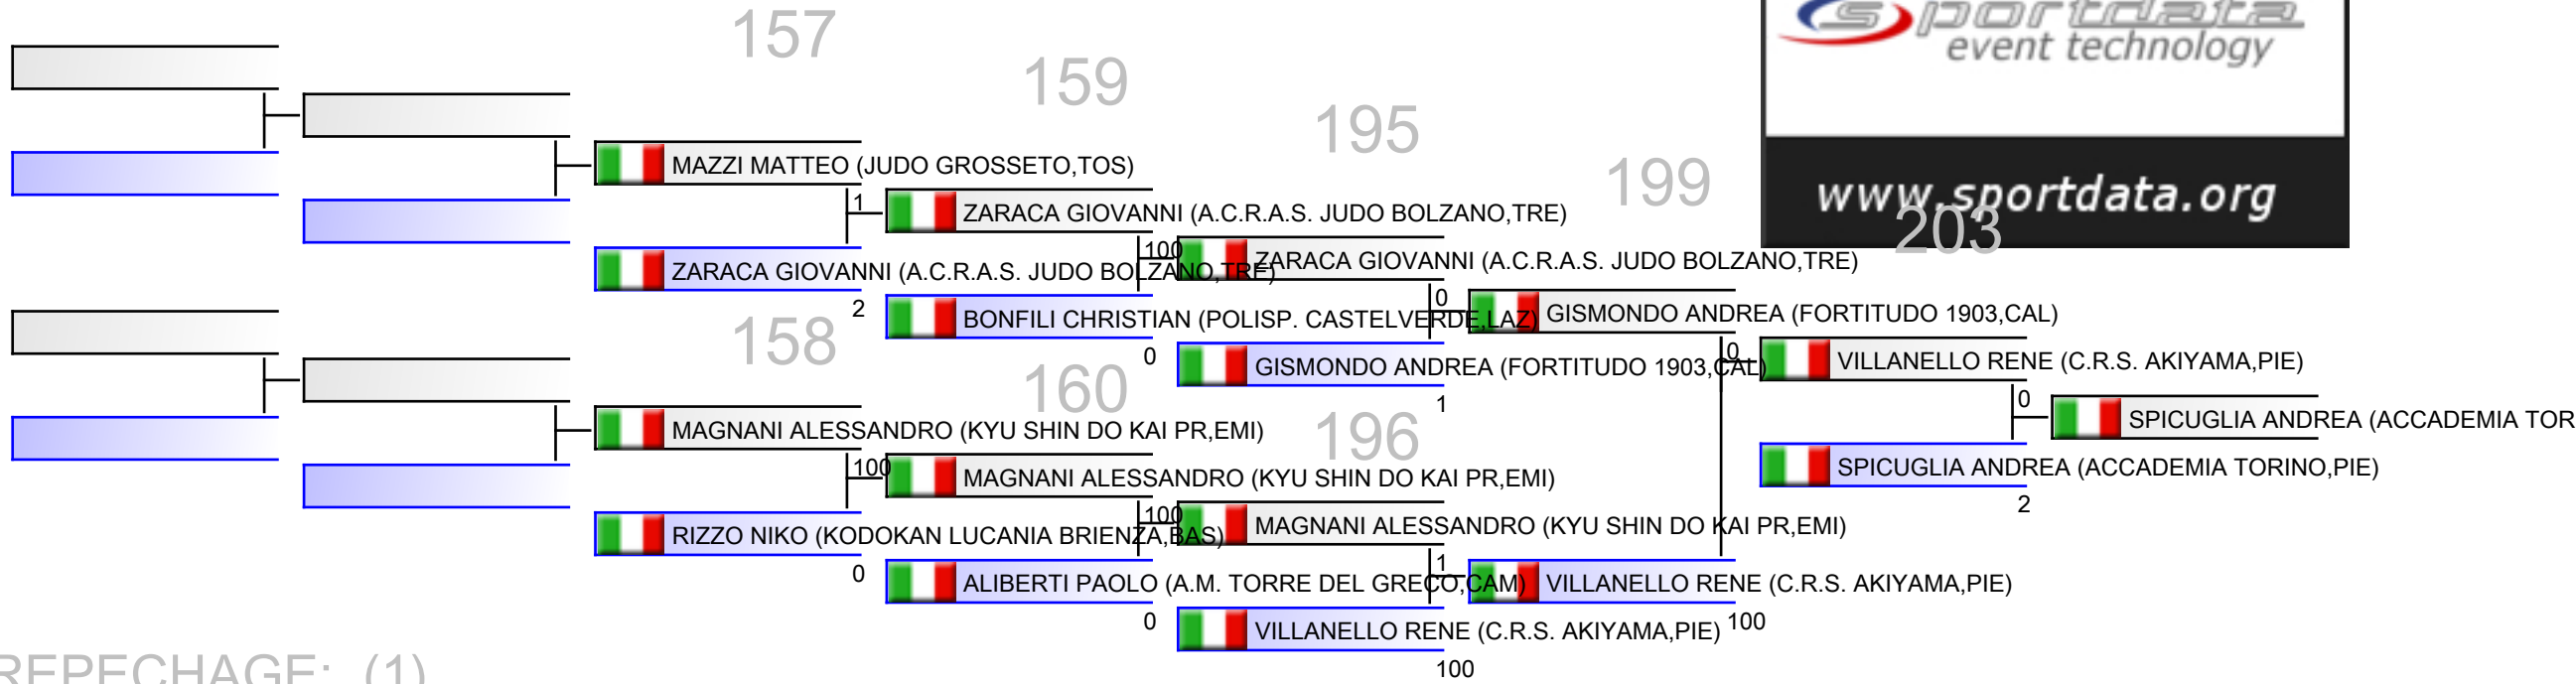 sportdata
event technology
www.sportdata.org
157
159
195
199
203
MAZZI MATTEO (JUDO GROSSETO,TOS)
1
ZARACA GIOVANNI (A.C.R.A.S. JUDO BOLZANO,TRE)
2
ZARACA GIOVANNI (A.C.R.A.S. JUDO BOLZANO,TRE)
100
BONFILI CHRISTIAN (POLISP. CASTELVERDE,LAZ)
0
ZARACA GIOVANNI (A.C.R.A.S. JUDO BOLZANO,TRE)
0
GISMONDO ANDREA (FORTITUDO 1903,CAL)
1
GISMONDO ANDREA (FORTITUDO 1903,CAL)
0
VILLANELLO RENE (C.R.S. AKIYAMA,PIE)
0
SPICUGLIA ANDREA (ACCADEMIA TOR
SPICUGLIA ANDREA (ACCADEMIA TORINO,PIE)
2
158
160
196
MAGNANI ALESSANDRO (KYU SHIN DO KAI PR,EMI)
100
RIZZO NIKO (KODOKAN LUCANIA BRIENZA,BAS)
0
MAGNANI ALESSANDRO (KYU SHIN DO KAI PR,EMI)
100
ALIBERTI PAOLO (A.M. TORRE DEL GRECO,CAM)
0
MAGNANI ALESSANDRO (KYU SHIN DO KAI PR,EMI)
1
VILLANELLO RENE (C.R.S. AKIYAMA,PIE)
100
VILLANELLO RENE (C.R.S. AKIYAMA,PIE)
100
REPECHAGE: (1)